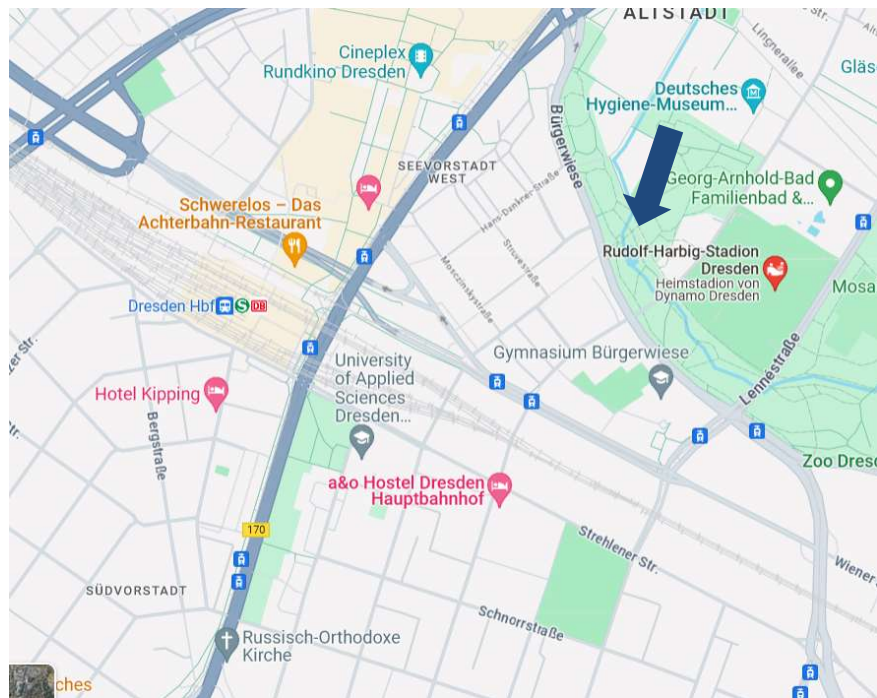 ALTSTADT
Str.
Lingnerallee
Cineplex
Rundkino Dresden
Deutsches
Hygiene-Museum...
Bürgerwiese
SEEVORSTADT
WEST
Georg-Arnhold-Bad
Familienbad &...
Hans-Dankner-Straße
Schwerelos – Das
Achterbahn-Restaurant
Struvestraße
Mosczinskystraße
Rudolf-Harbig-Stadion
Dresden
Heimstadion von
Dynamo Dresden
Mosa
Dresden Hbf S DB
Lennéstraße
University
of Applied
Sciences
Dresden...
Gymnasium Bürgerwiese
Hotel Kipping
Bergstraße
Zoo Dresd
a&o Hostel Dresden
Hauptbahnhof
170
Strehlener Str.
Wiener
SÜDVORSTADT
Schnorrstraße
Russisch-Orthodoxe
Kirche
ches